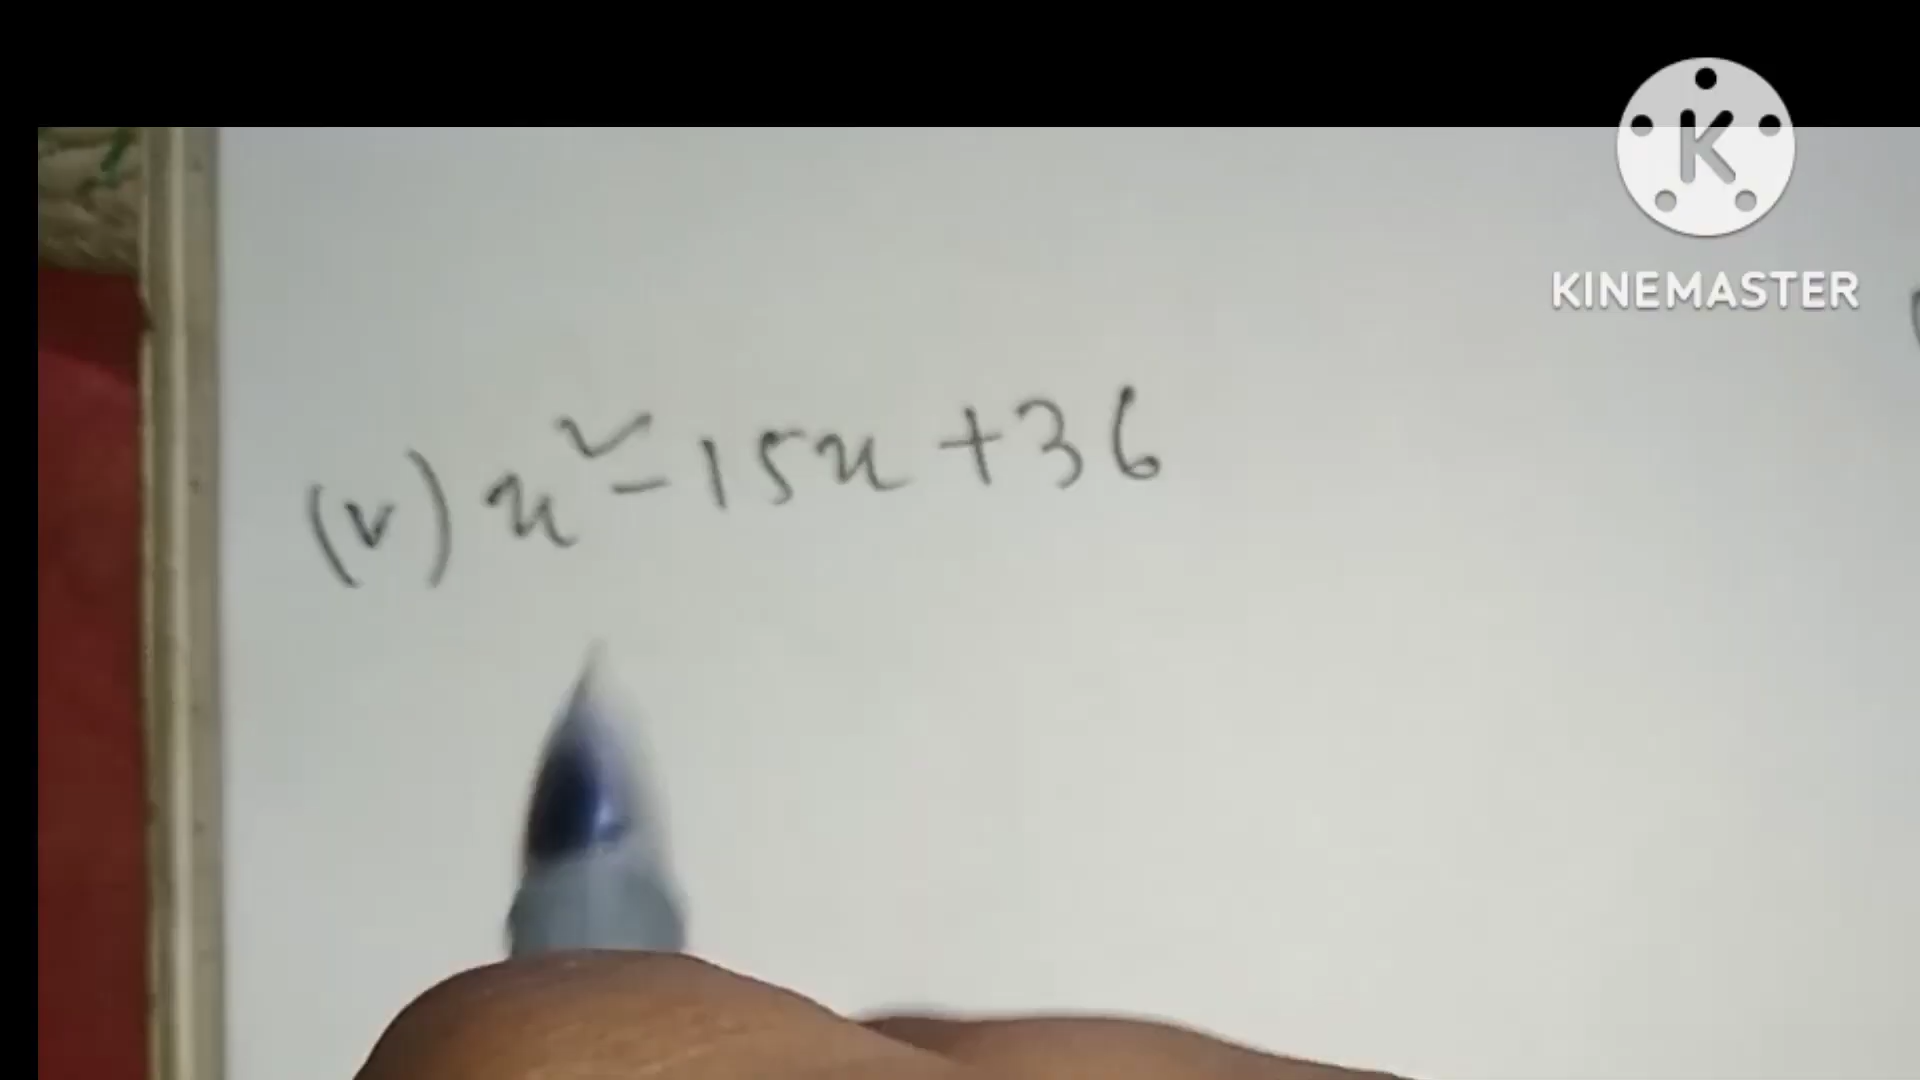 KINEMASTER
(v) x² - 15x + 36